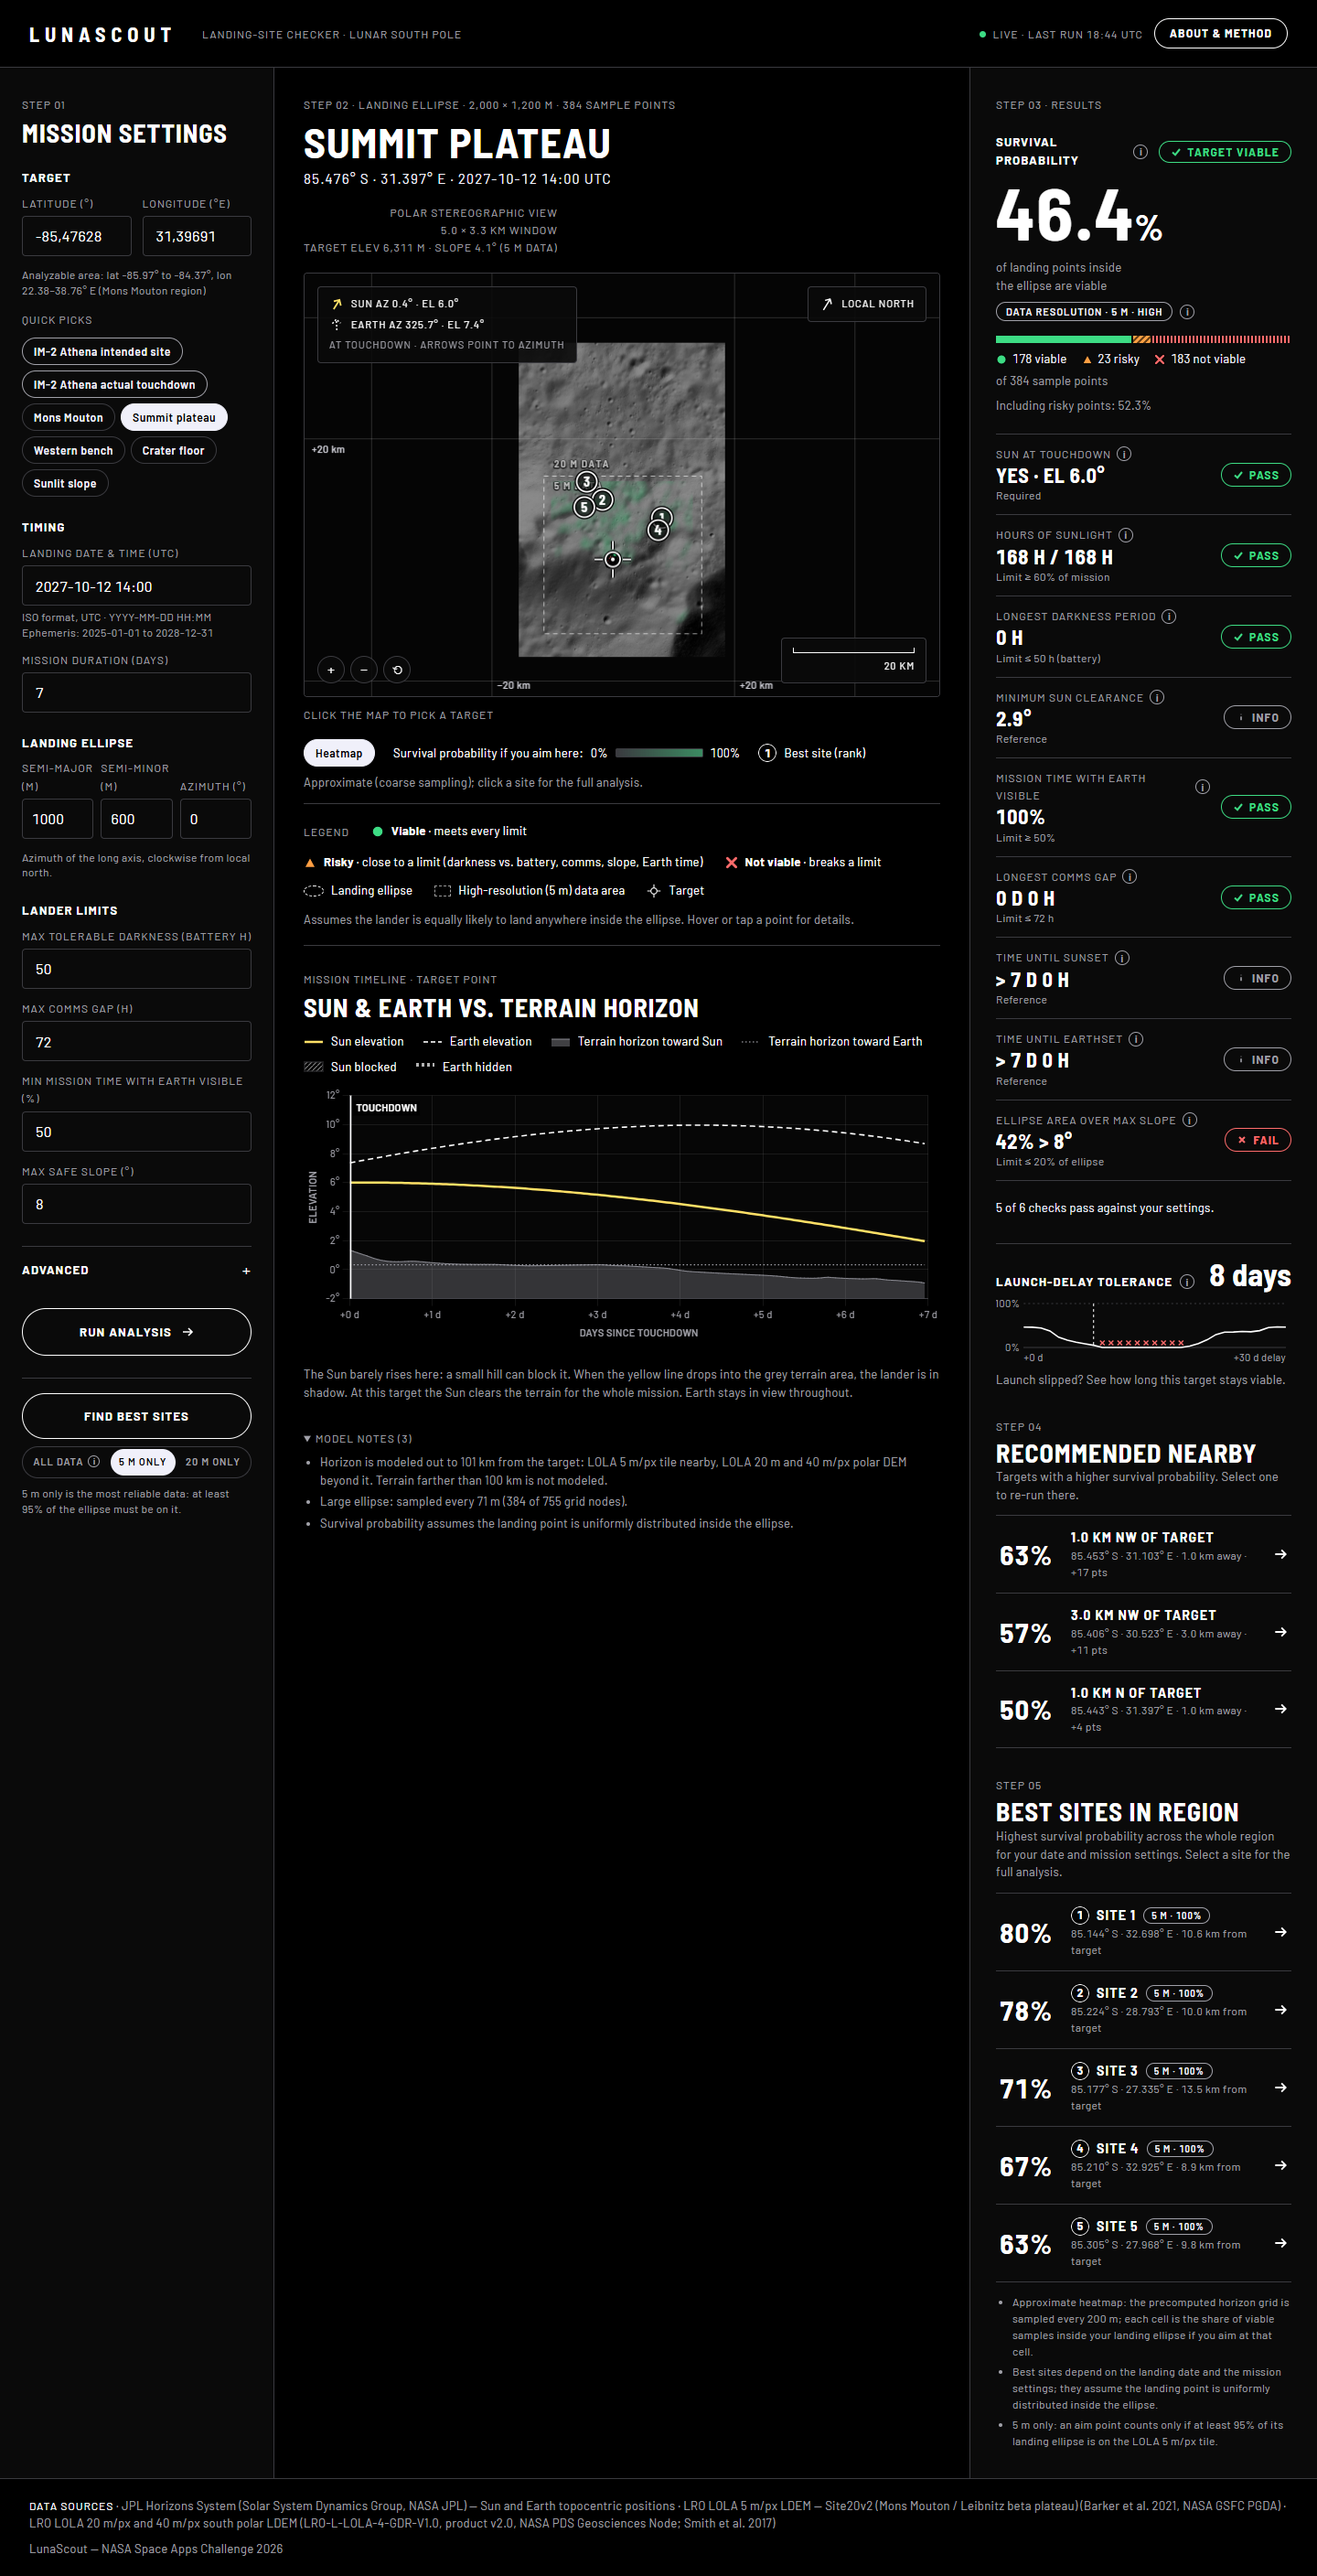 LUNASCOUT
LANDING-SITE CHECKER · LUNAR SOUTH POLE
LIVE · LAST RUN 18:44 UTC
ABOUT & METHOD
STEP 01
MISSION SETTINGS
TARGET
LATITUDE (°)
LONGITUDE (°E)
-85,47628
31,39691
Analyzable area: lat -85.97° to -84.37°, lon
22.38–38.76° E (Mons Mouton region)
QUICK PICKS
IM-2 Athena intended site
IM-2 Athena actual touchdown
Mons Mouton
Summit plateau
Western bench
Crater floor
Sunlit slope
TIMING
LANDING DATE & TIME (UTC)
2027-10-12 14:00
ISO format, UTC · YYYY-MM-DD HH:MM
Ephemeris: 2025-01-01 to 2028-12-31
MISSION DURATION (DAYS)
7
LANDING ELLIPSE
SEMI-MAJOR
(M)
SEMI-MINOR
(M)
AZIMUTH (°)
1000
600
0
Azimuth of the long axis, clockwise from local
north.
LANDER LIMITS
MAX TOLERABLE DARKNESS (BATTERY H)
50
MAX COMMS GAP (H)
72
MIN MISSION TIME WITH EARTH VISIBLE
(%)
50
MAX SAFE SLOPE (°)
8
ADVANCED +
RUN ANALYSIS →
FIND BEST SITES
ALL DATA i
5 M ONLY
20 M ONLY
5 m only is the most reliable data: at least
95% of the ellipse must be on it.
STEP 02 · LANDING ELLIPSE · 2,000 × 1,200 M · 384 SAMPLE POINTS
SUMMIT PLATEAU
85.476° S · 31.397° E · 2027-10-12 14:00 UTC
POLAR STEREOGRAPHIC VIEW
5.0 × 3.3 KM WINDOW
TARGET ELEV 6,311 M · SLOPE 4.1° (5 M DATA)
SUN AZ 0.4° · EL 6.0°
EARTH AZ 325.7° · EL 7.4°
AT TOUCHDOWN · ARROWS POINT TO AZIMUTH
LOCAL NORTH
+20 km
20 M DATA
5 M
3
2
5
1
4
20 KM
−20 km
+20 km
CLICK THE MAP TO PICK A TARGET
Heatmap
Survival probability if you aim here: 0% 100%
1 Best site (rank)
Approximate (coarse sampling); click a site for the full analysis.
LEGEND
Viable · meets every limit
Risky · close to a limit (darkness vs. battery, comms, slope, Earth time)
Not viable · breaks a limit
Landing ellipse
High-resolution (5 m) data area
Target
Assumes the lander is equally likely to land anywhere inside the ellipse. Hover or tap a point for details.
MISSION TIMELINE · TARGET POINT
SUN & EARTH VS. TERRAIN HORIZON
Sun elevation
Earth elevation
Terrain horizon toward Sun
Terrain horizon toward Earth
Sun blocked
Earth hidden
12°
10°
8°
6°
4°
2°
0°
-2°
ELEVATION
TOUCHDOWN
+0 d
+1 d
+2 d
+3 d
+4 d
+5 d
+6 d
+7 d
DAYS SINCE TOUCHDOWN
The Sun barely rises here: a small hill can block it. When the yellow line drops into the grey terrain area, the lander is in
shadow. At this target the Sun clears the terrain for the whole mission. Earth stays in view throughout.
▼ MODEL NOTES (3)
• Horizon is modeled out to 101 km from the target: LOLA 5 m/px tile nearby, LOLA 20 m and 40 m/px polar DEM
beyond it. Terrain farther than 100 km is not modeled.
• Large ellipse: sampled every 71 m (384 of 755 grid nodes).
• Survival probability assumes the landing point is uniformly distributed inside the ellipse.
STEP 03 · RESULTS
SURVIVAL
PROBABILITY
i
✓ TARGET VIABLE
46.4%
of landing points inside
the ellipse are viable
DATA RESOLUTION · 5 M · HIGH
i
178 viable
23 risky
183 not viable
of 384 sample points
Including risky points: 52.3%
SUN AT TOUCHDOWN i
YES · EL 6.0°
Required
✓ PASS
HOURS OF SUNLIGHT i
168 H / 168 H
Limit ≥ 60% of mission
✓ PASS
LONGEST DARKNESS PERIOD i
0 H
Limit ≤ 50 h (battery)
✓ PASS
MINIMUM SUN CLEARANCE i
2.9°
Reference
i INFO
MISSION TIME WITH EARTH
VISIBLE
i
100%
Limit ≥ 50%
✓ PASS
LONGEST COMMS GAP i
0 D 0 H
Limit ≤ 72 h
✓ PASS
TIME UNTIL SUNSET i
> 7 D 0 H
Reference
i INFO
TIME UNTIL EARTHSET i
> 7 D 0 H
Reference
i INFO
ELLIPSE AREA OVER MAX SLOPE i
42% > 8°
Limit ≤ 20% of ellipse
× FAIL
5 of 6 checks pass against your settings.
LAUNCH-DELAY TOLERANCE i 8 days
100%
0%
+0 d
+30 d delay
Launch slipped? See how long this target stays viable.
STEP 04
RECOMMENDED NEARBY
Targets with a higher survival probability. Select one
to re-run there.
63%
1.0 KM NW OF TARGET
85.453° S · 31.103° E · 1.0 km away ·
+17 pts
→
57%
3.0 KM NW OF TARGET
85.406° S · 30.523° E · 3.0 km away ·
+11 pts
→
50%
1.0 KM N OF TARGET
85.443° S · 31.397° E · 1.0 km away ·
+4 pts
→
STEP 05
BEST SITES IN REGION
Highest survival probability across the whole region
for your date and mission settings. Select a site for the
full analysis.
80%
1 SITE 1 5 M · 100%
85.144° S · 32.698° E · 10.6 km from
target
→
78%
2 SITE 2 5 M · 100%
85.224° S · 28.793° E · 10.0 km from
target
→
71%
3 SITE 3 5 M · 100%
85.177° S · 27.335° E · 13.5 km from
target
→
67%
4 SITE 4 5 M · 100%
85.210° S · 32.925° E · 8.9 km from
target
→
63%
5 SITE 5 5 M · 100%
85.305° S · 27.968° E · 9.8 km from
target
→
• Approximate heatmap: the precomputed horizon grid is
sampled every 200 m; each cell is the share of viable
samples inside your landing ellipse if you aim at that
cell.
• Best sites depend on the landing date and the mission
settings; they assume the landing point is uniformly
distributed inside the ellipse.
• 5 m only: an aim point counts only if at least 95% of its
landing ellipse is on the LOLA 5 m/px tile.
DATA SOURCES · JPL Horizons System (Solar System Dynamics Group, NASA JPL) — Sun and Earth topocentric positions · LRO LOLA 5 m/px LDEM — Site20v2 (Mons Mouton / Leibnitz beta plateau) (Barker et al. 2021, NASA GSFC PGDA) ·
LRO LOLA 20 m/px and 40 m/px south polar LDEM (LRO-L-LOLA-4-GDR-V1.0, product v2.0, NASA PDS Geosciences Node; Smith et al. 2017)
LunaScout — NASA Space Apps Challenge 2026